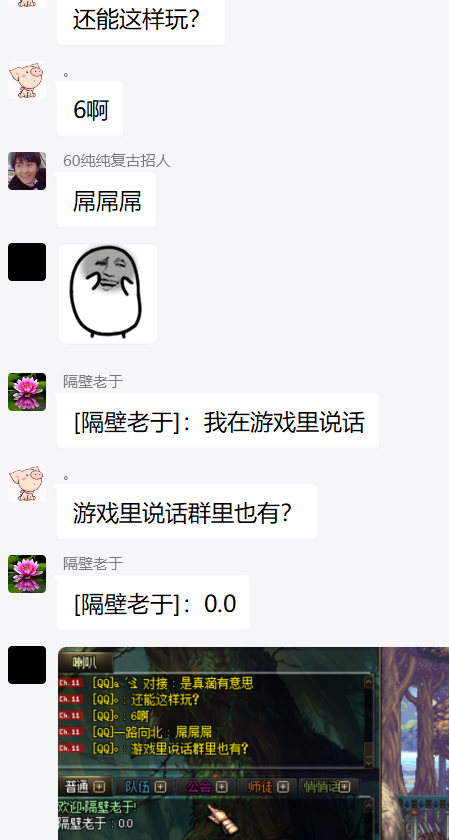 还能这样玩？
。
6啊
60纯纯复古招人
屌屌屌
隔壁老于
[隔壁老于]：我在游戏里说话
。
游戏里说话群里也有？
隔壁老于
[隔壁老于]：0.0
喇叭
Ch.11 [QQ]a 对接：是真滴有意思
Ch.11 [QQ]。：还能这样玩？
Ch.11 [QQ]。：6啊
Ch.11 [QQ]一路向北：屌屌屌
Ch.11 [QQ]。：游戏里说话群里也有？
普通 队伍 公会 师徒 悄悄话
欢迎,隔壁老于!
隔壁老于：0.0